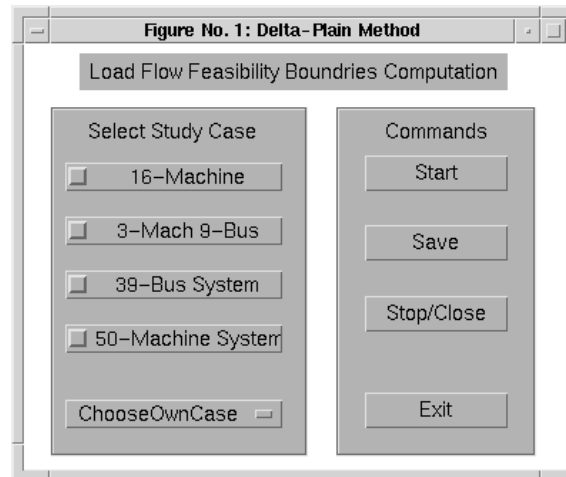 Figure No. 1: Delta-Plain Method
Load Flow Feasibility Boundries Computation
Select Study Case
16-Machine
3-Mach 9-Bus
39-Bus System
50-Machine System
ChooseOwnCase
Commands
Start
Save
Stop/Close
Exit